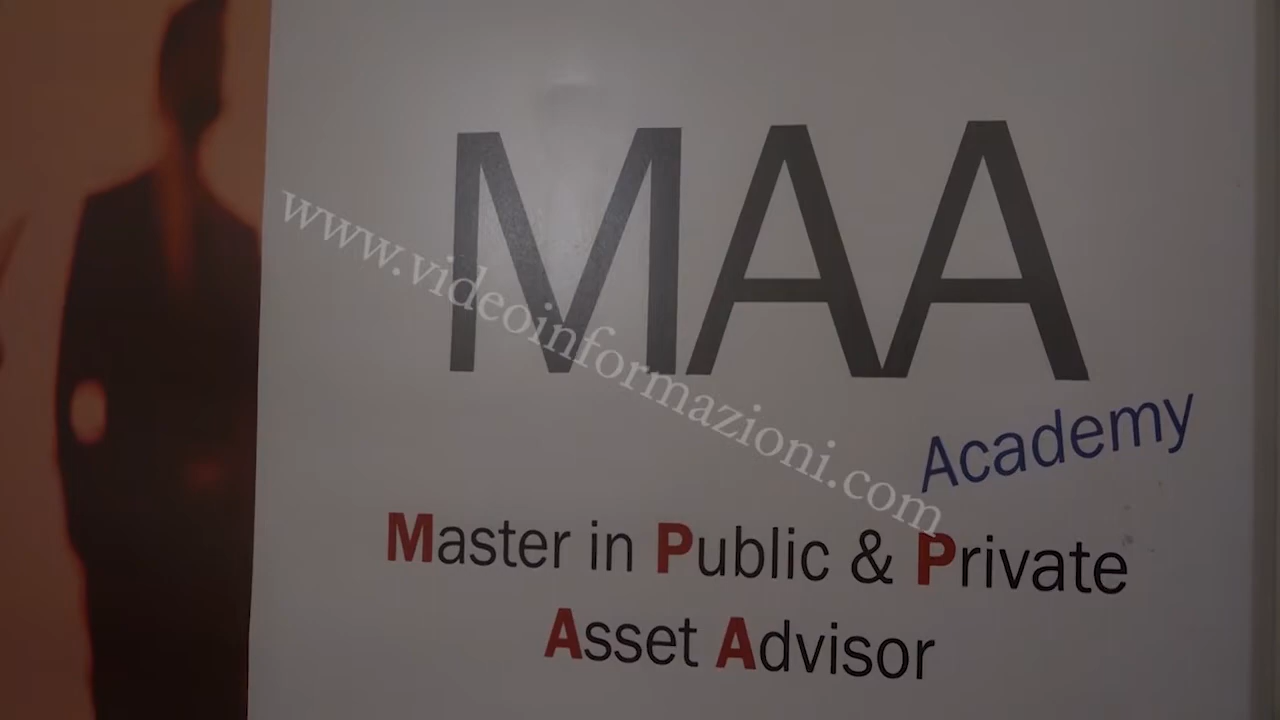 MAA
www.videoinformazioni.com
Academy
Master in Public & Private
Asset Advisor